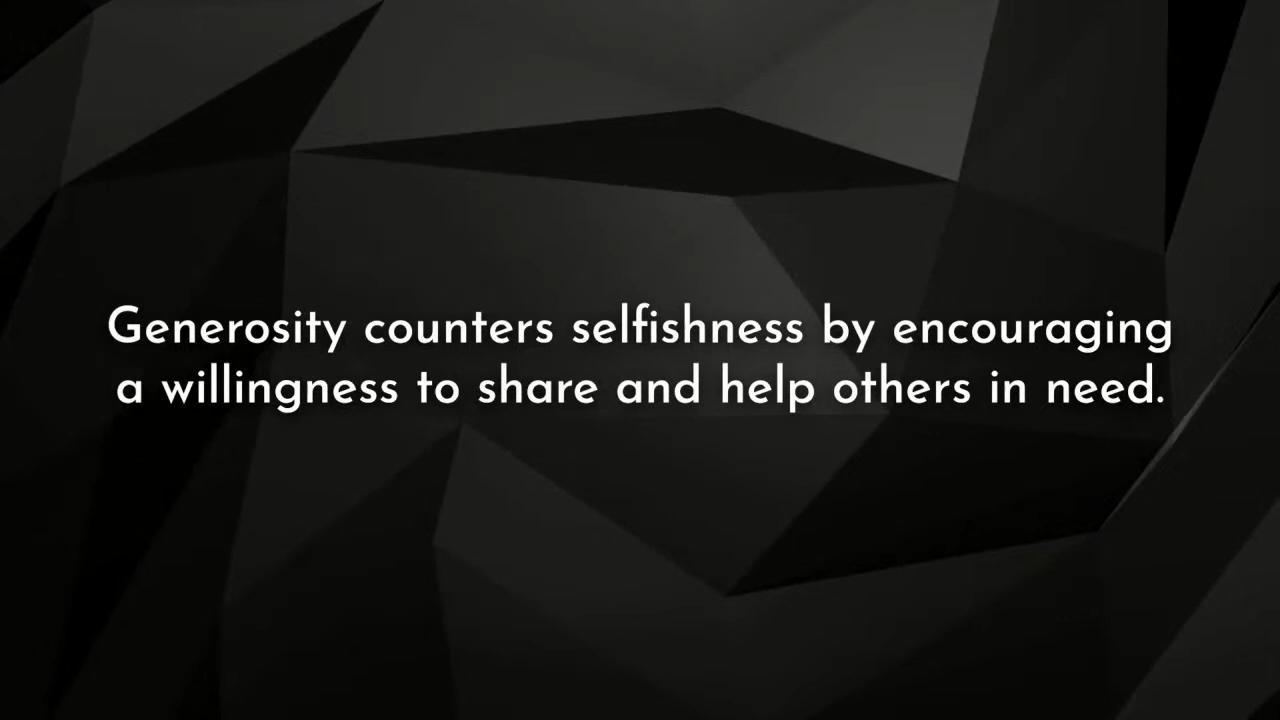 Generosity counters selfishness by encouraging
a willingness to share and help others in need.